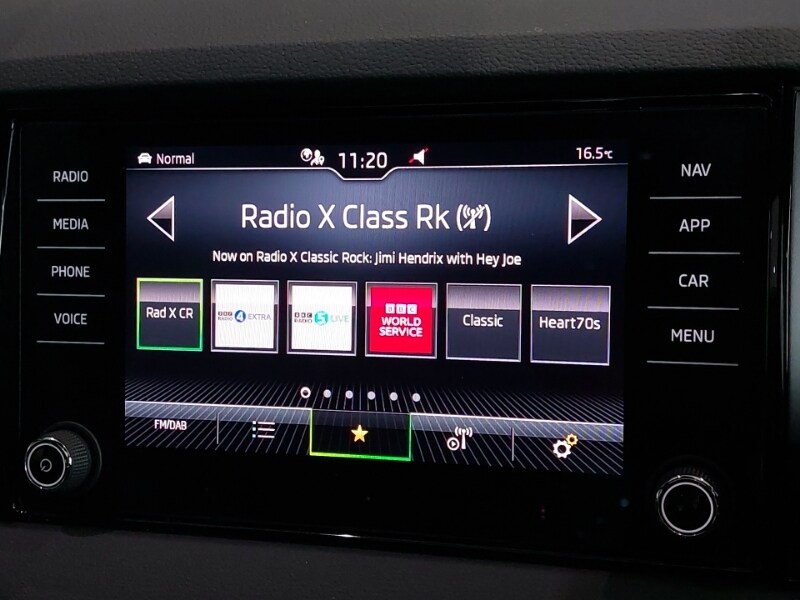 Normal
11:20
16.5°C
Radio X Class Rk
Now on Radio X Classic Rock: Jimi Hendrix with Hey Joe
Rad X CR
BBC
RADIO 4 EXTRA
BBC
RADIO 5 LIVE
BBC
WORLD
SERVICE
Classic
Heart70s
FM/DAB
RADIO
MEDIA
PHONE
VOICE
NAV
APP
CAR
MENU